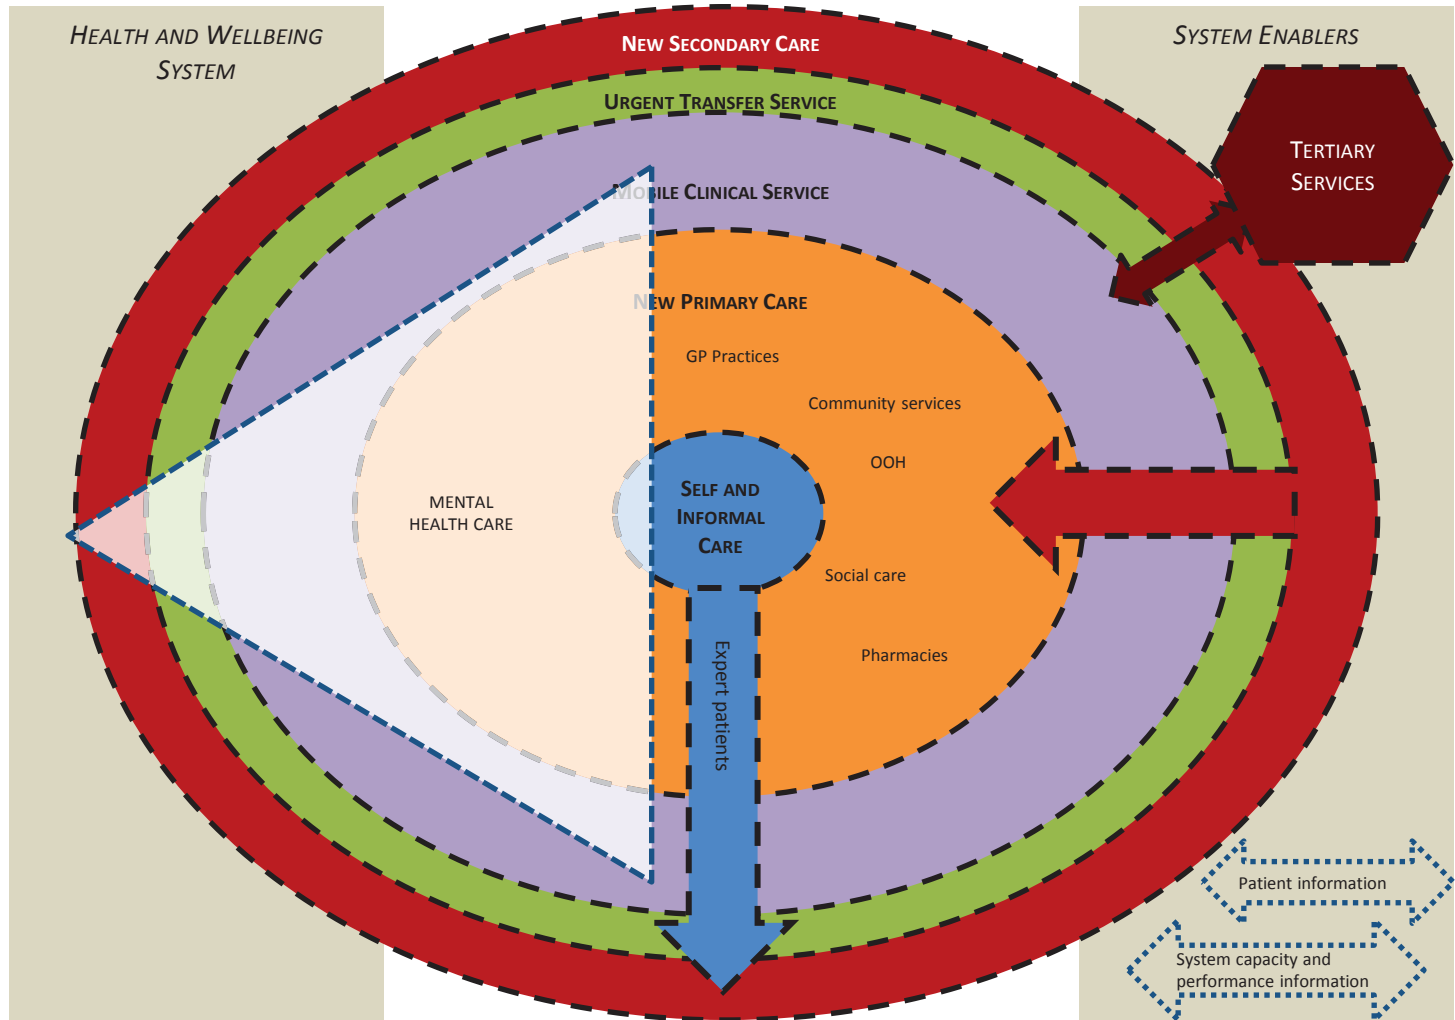 HEALTH AND WELLBEING
SYSTEM
NEW SECONDARY CARE
SYSTEM ENABLERS
URGENT TRANSFER SERVICE
TERTIARY
SERVICES
MOBILE CLINICAL SERVICE
NEW PRIMARY CARE
GP Practices
Community services
OOH
MENTAL
HEALTH CARE
SELF AND
INFORMAL
CARE
Social care
Expert patients
Pharmacies
Patient information
System capacity and
performance information